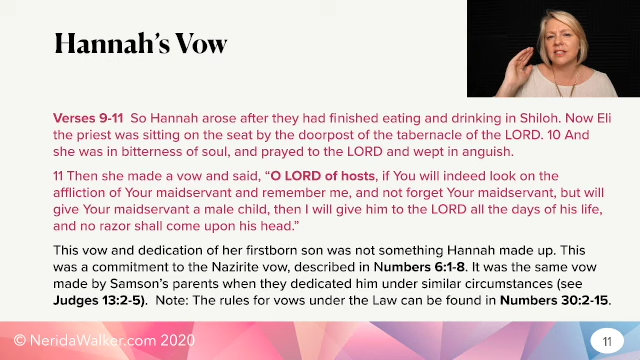 Hannah's Vow
Verses 9-11 So Hannah arose after they had finished eating and drinking in Shiloh. Now Eli
the priest was sitting on the seat by the doorpost of the tabernacle of the LORD. 10 And
she was in bitterness of soul, and prayed to the LORD and wept in anguish.
11 Then she made a vow and said, "O LORD of hosts, if You will indeed look on the
affliction of Your maidservant and remember me, and not forget Your maidservant, but will
give Your maidservant a male child, then I will give him to the LORD all the days of his life,
and no razor shall come upon his head."
This vow and dedication of her firstborn son was not something Hannah made up. This
was a commitment to the Nazirite vow, described in Numbers 6:1-8. It was the same vow
made by Samson's parents when they dedicated him under similar circumstances (see
Judges 13:2-5). Note: The rules for vows under the Law can be found in Numbers 30:2-15.
© NeridaWalker.com 2020
11